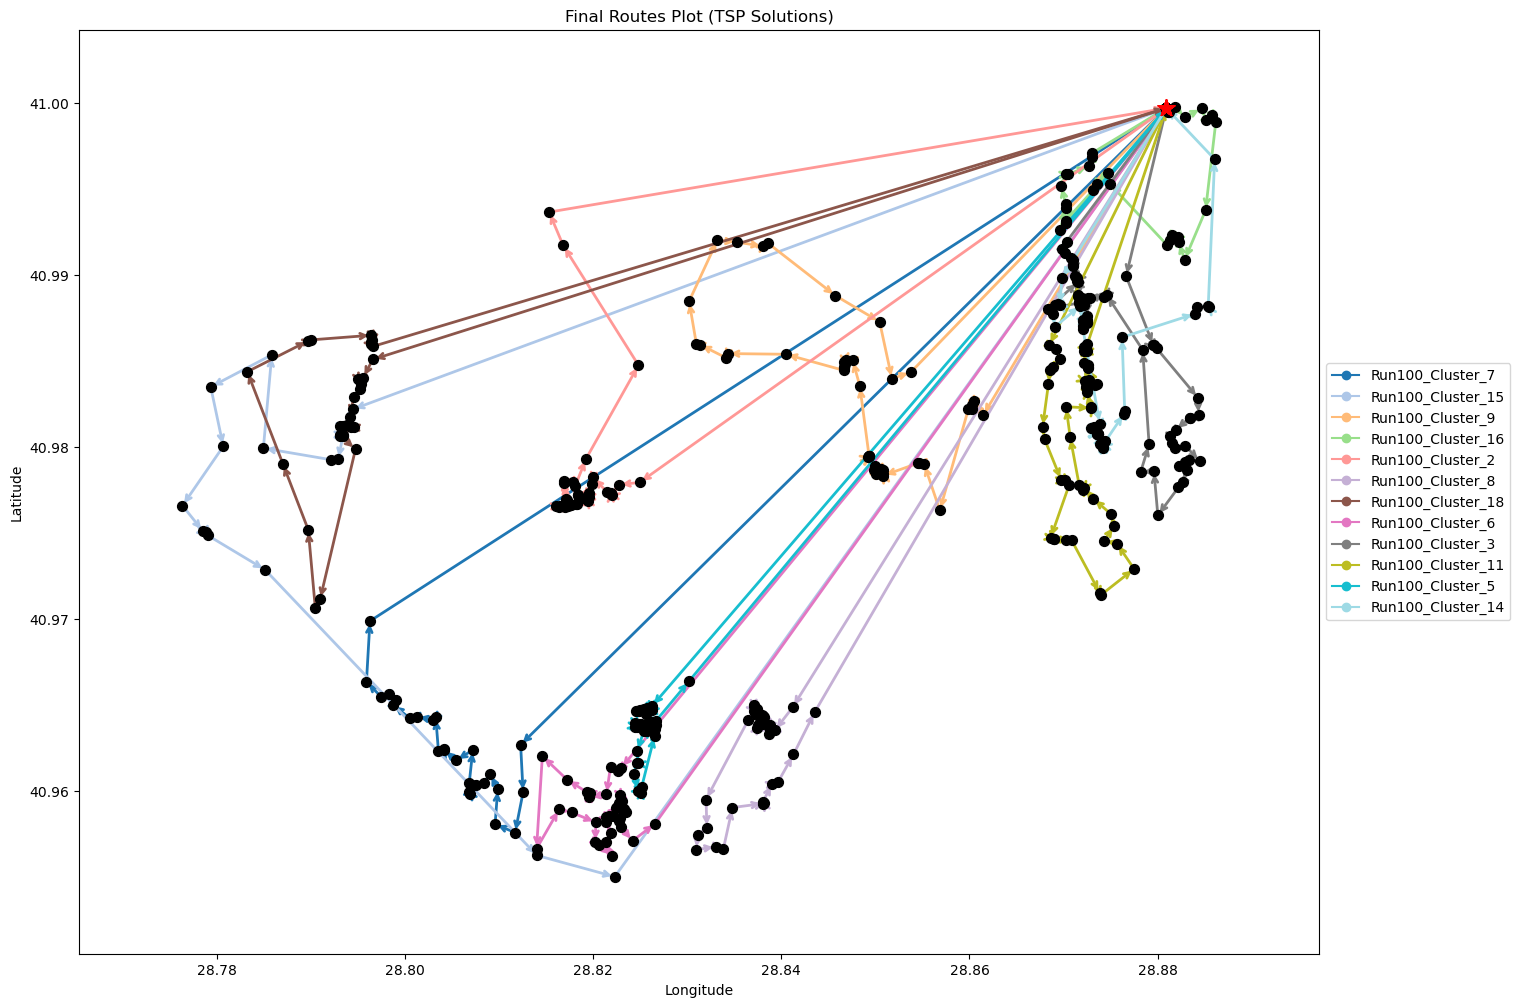 Final Routes Plot (TSP Solutions)
41.00
40.99
40.98
40.97
40.96
Latitude
28.78
28.80
28.82
28.84
28.86
28.88
Longitude
Run100_Cluster_7
Run100_Cluster_15
Run100_Cluster_9
Run100_Cluster_16
Run100_Cluster_2
Run100_Cluster_8
Run100_Cluster_18
Run100_Cluster_6
Run100_Cluster_3
Run100_Cluster_11
Run100_Cluster_5
Run100_Cluster_14